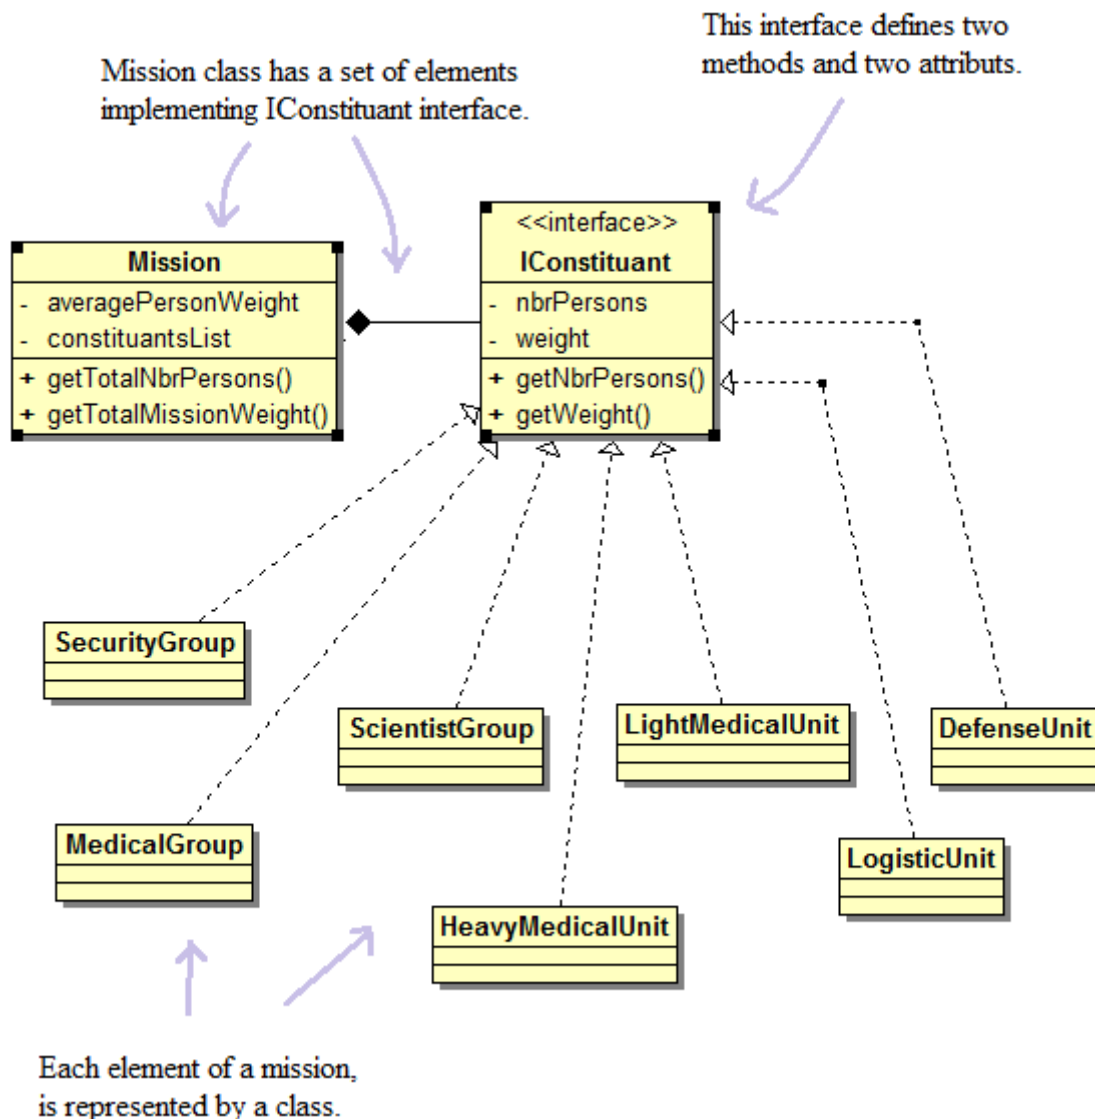 This interface defines two
methods and two attributs.
Mission class has a set of elements
implementing IConstituant interface.
<<interface>>
IConstituant
- nbrPersons
- weight
+ getNbrPersons()
+ getWeight()
Mission
- averagePersonWeight
- constituantsList
+ getTotalNbrPersons()
+ getTotalMissionWeight()
SecurityGroup
ScientistGroup
LightMedicalUnit
DefenseUnit
MedicalGroup
LogisticUnit
HeavyMedicalUnit
Each element of a mission,
is represented by a class.